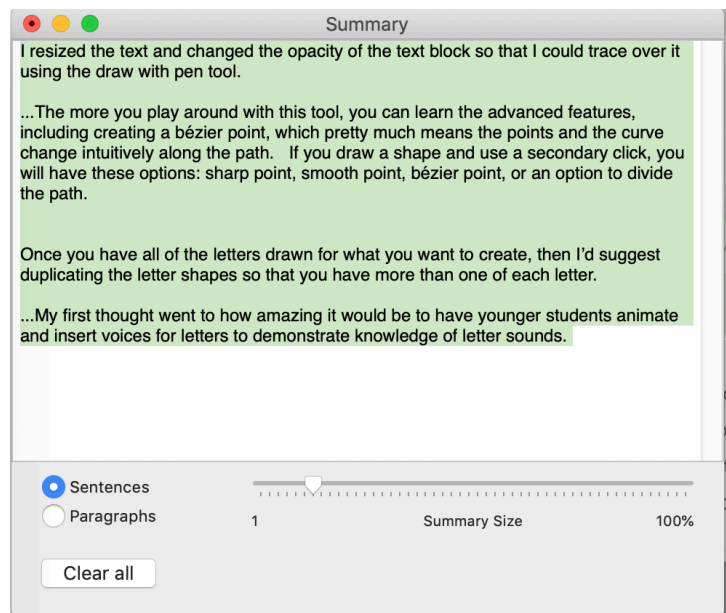 Summary
I resized the text and changed the opacity of the text block so that I could trace over it
using the draw with pen tool.
...The more you play around with this tool, you can learn the advanced features,
including creating a bézier point, which pretty much means the points and the curve
change intuitively along the path.   If you draw a shape and use a secondary click, you
will have these options: sharp point, smooth point, bézier point, or an option to divide
the path.
Once you have all of the letters drawn for what you want to create, then I’d suggest
duplicating the letter shapes so that you have more than one of each letter.
...My first thought went to how amazing it would be to have younger students animate
and insert voices for letters to demonstrate knowledge of letter sounds.
Sentences
Paragraphs
1 Summary Size 100%
Clear all